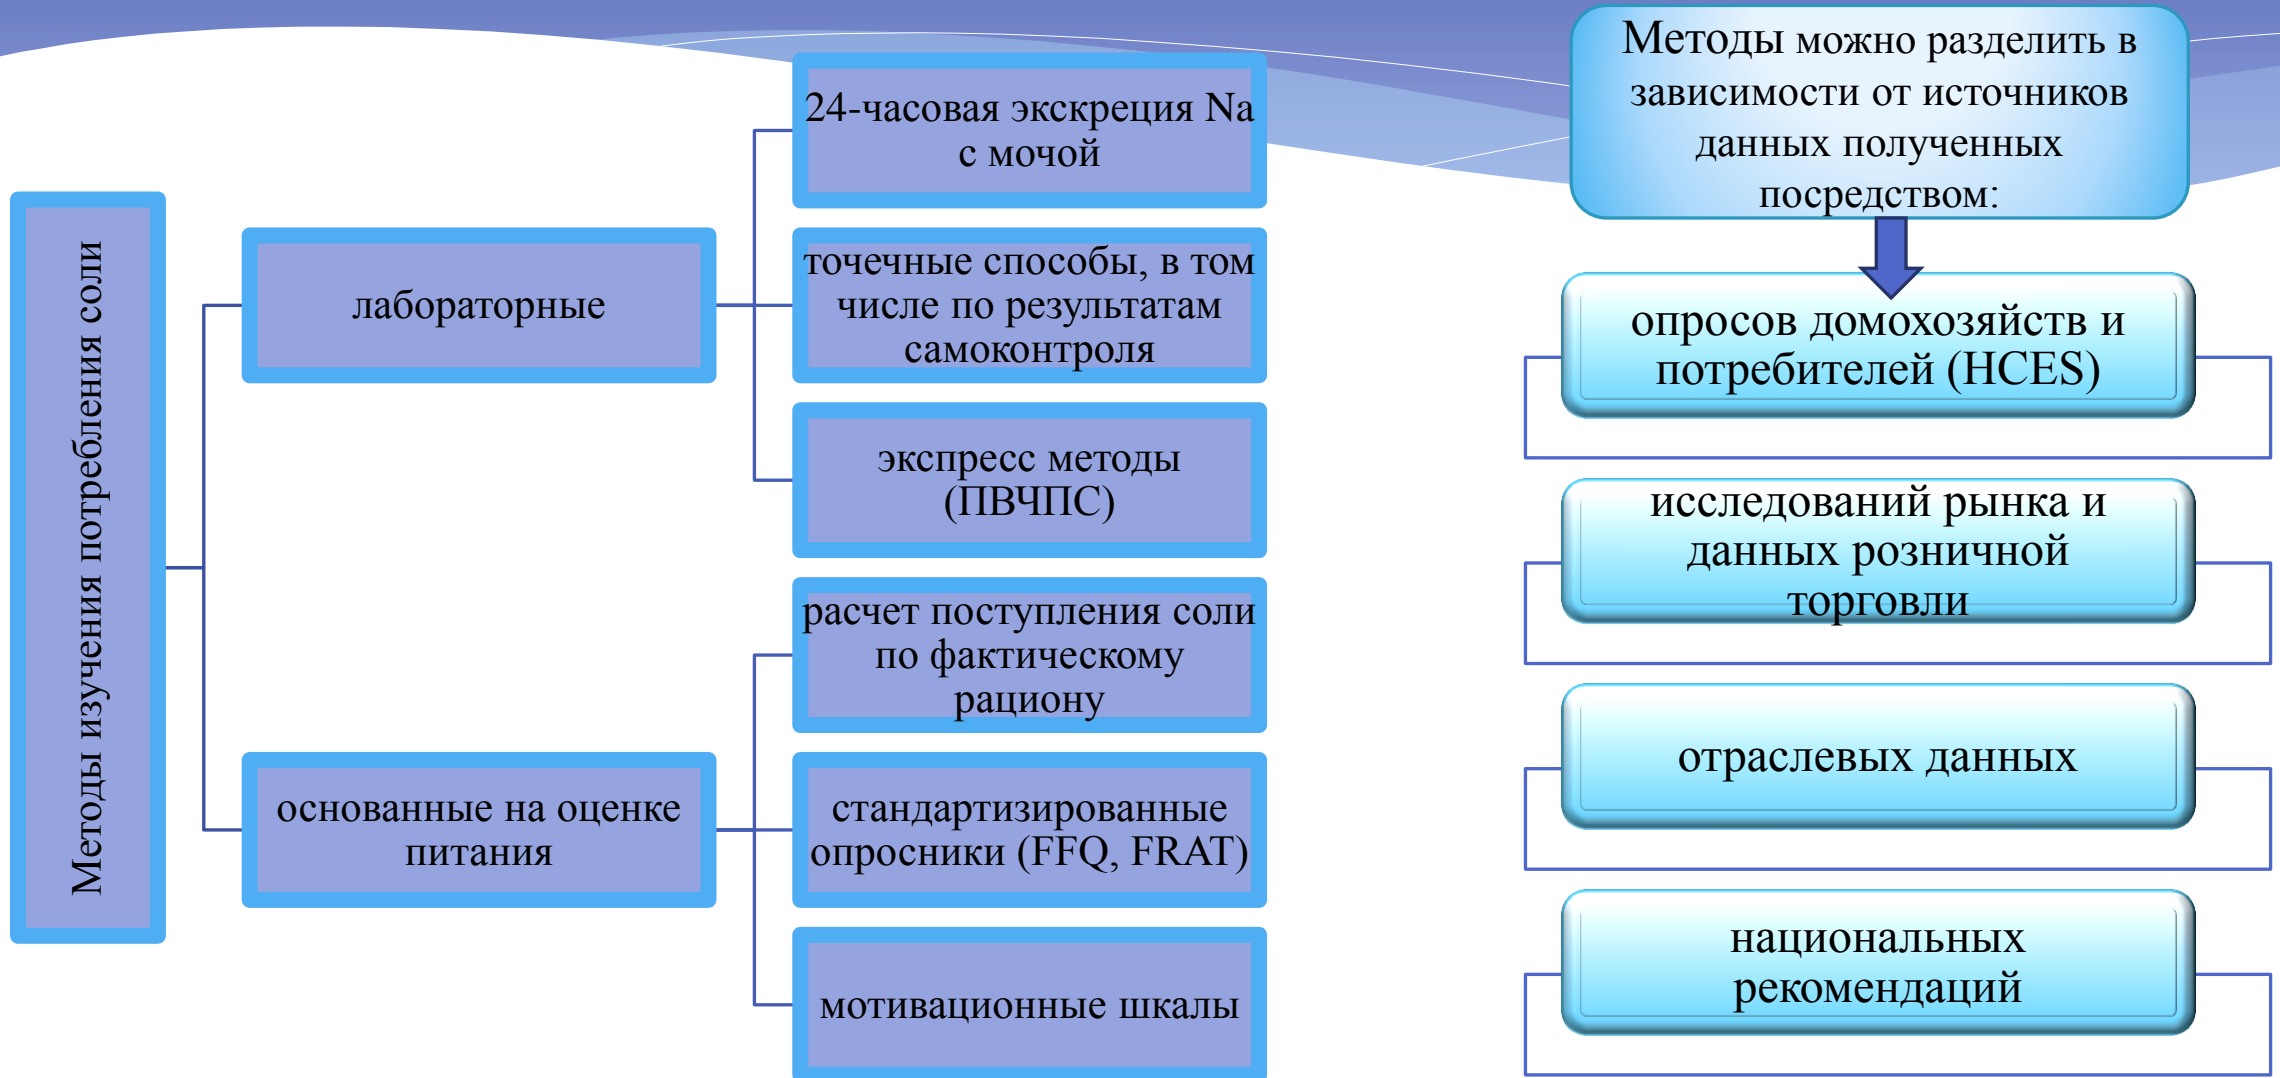 Методы изучения потребления соли
лабораторные
24-часовая экскреция Na
с мочой
точечные способы, в том
числе по результатам
самоконтроля
экспресс методы
(ПВЧПС)
основанные на оценке
питания
расчет поступления соли
по фактическому
рациону
стандартизированные
опросники (FFQ, FRAT)
мотивационные шкалы
Методы можно разделить в
зависимости от источников
данных полученных
посредством:
опросов домохозяйств и
потребителей (HCES)
исследований рынка и
данных розничной
торговли
отраслевых данных
национальных
рекомендаций